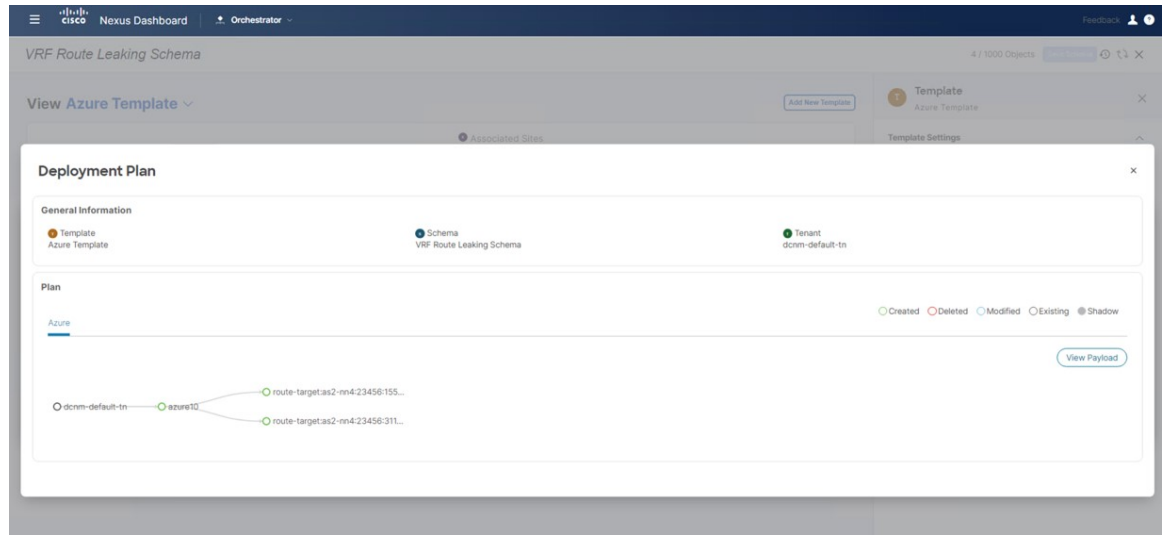 cisco Nexus Dashboard Orchestrator Feedback
VRF Route Leaking Schema 4 / 1000 Objects
View Azure Template Add New Template
Template
Azure Template
Associated Sites Template Settings
Deployment Plan
General Information
Template Schema Tenant
Azure Template VRF Route Leaking Schema dcnm-default-tn
Plan
Created Deleted Modified Existing Shadow
Azure
View Payload
route-target:as2-nn4:23456:155...
dcnm-default-tn azure10
route-target:as2-nn4:23456:311...